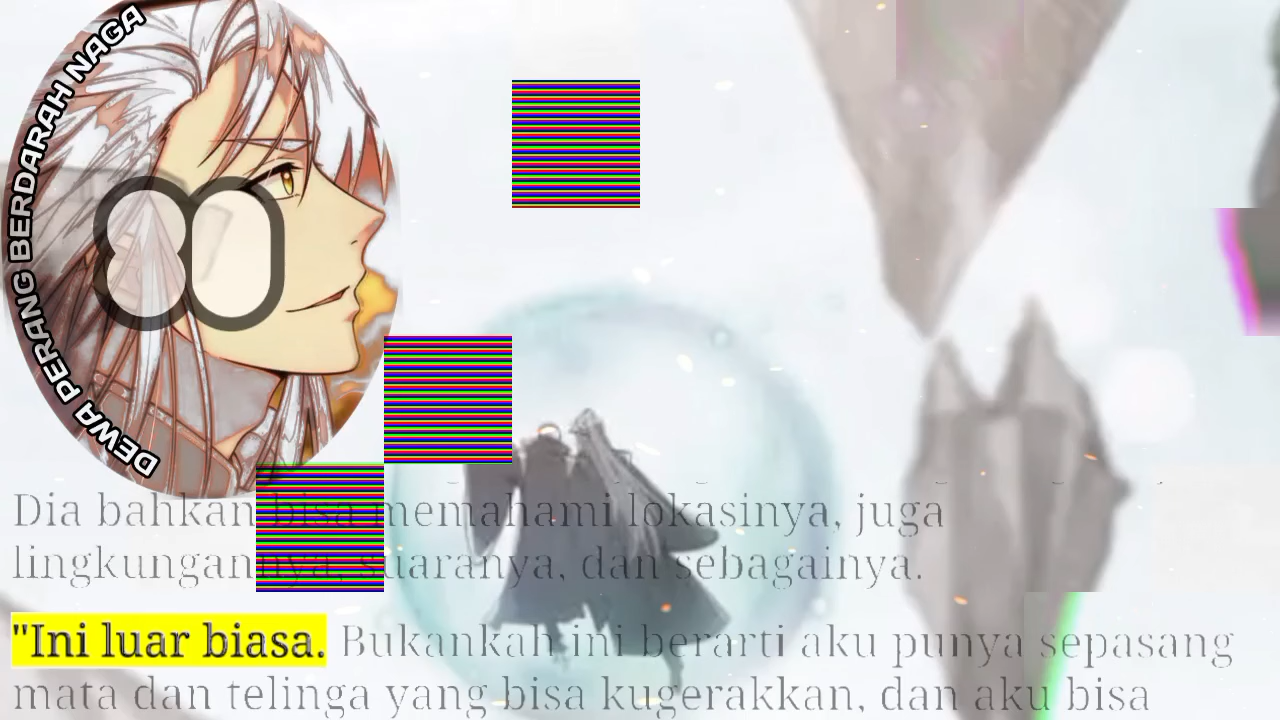 DEWA PERANG BERDARAH NAGA
80
Dia bahkan bisa memahami lokasinya, juga
lingkungannya, suaranya, dan sebagainya.
"Ini luar biasa. Bukankah ini berarti aku punya sepasang
mata dan telinga yang bisa kugerakkan, dan aku bisa